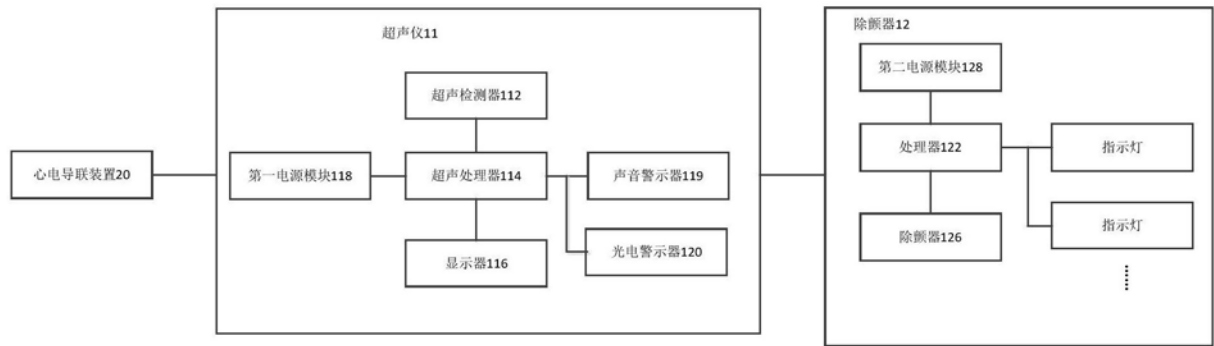 超声仪11
除颤器12
超声检测器112
第二电源模块128
心电导联装置20
第一电源模块118
超声处理器114
声音警示器119
处理器122
指示灯
显示器116
光电警示器120
除颤器126
指示灯